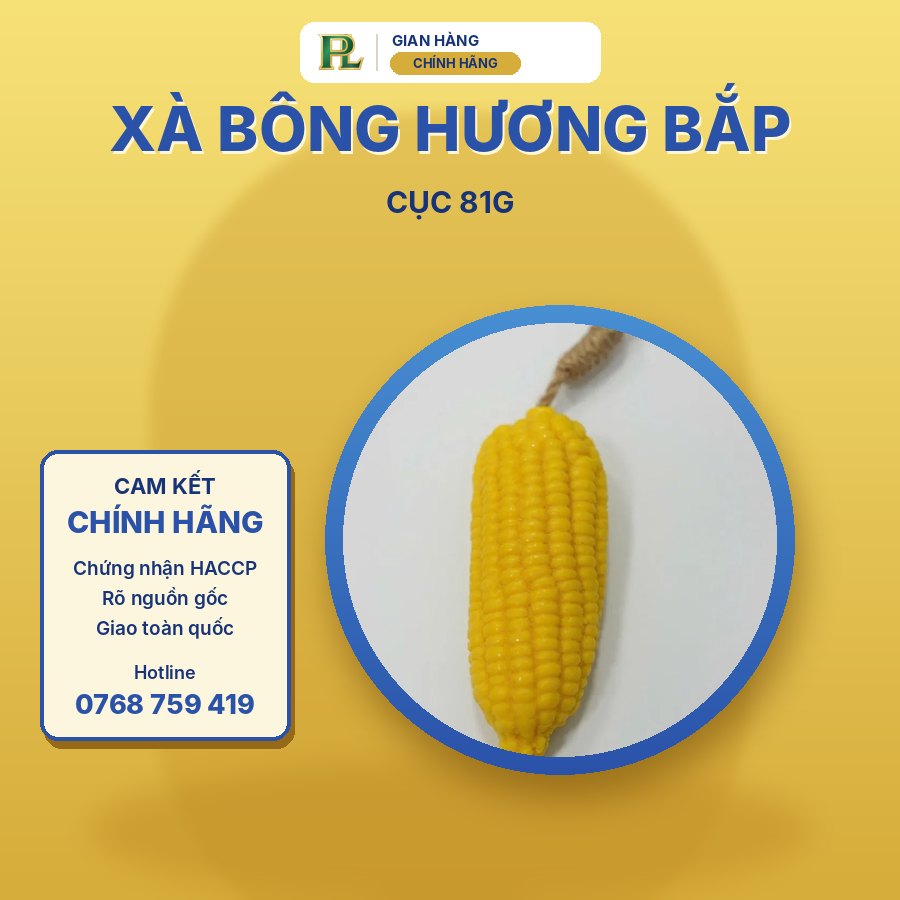 PL
GIAN HÀNG
CHÍNH HÃNG
XÀ BÔNG HƯƠNG BẮP
CỤC 81G
CAM KẾT
CHÍNH HÃNG
Chứng nhận HACCP
Rõ nguồn gốc
Giao toàn quốc
Hotline
0768 759 419